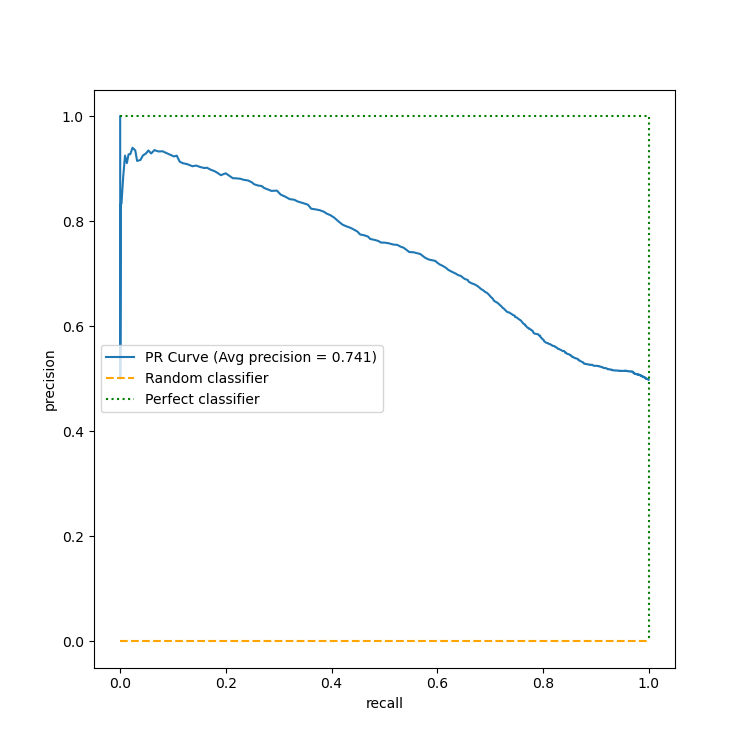 1.0
0.8
0.6
0.4
0.2
0.0
precision
PR Curve (Avg precision = 0.741)
Random classifier
Perfect classifier
0.0 0.2 0.4 0.6 0.8 1.0
recall